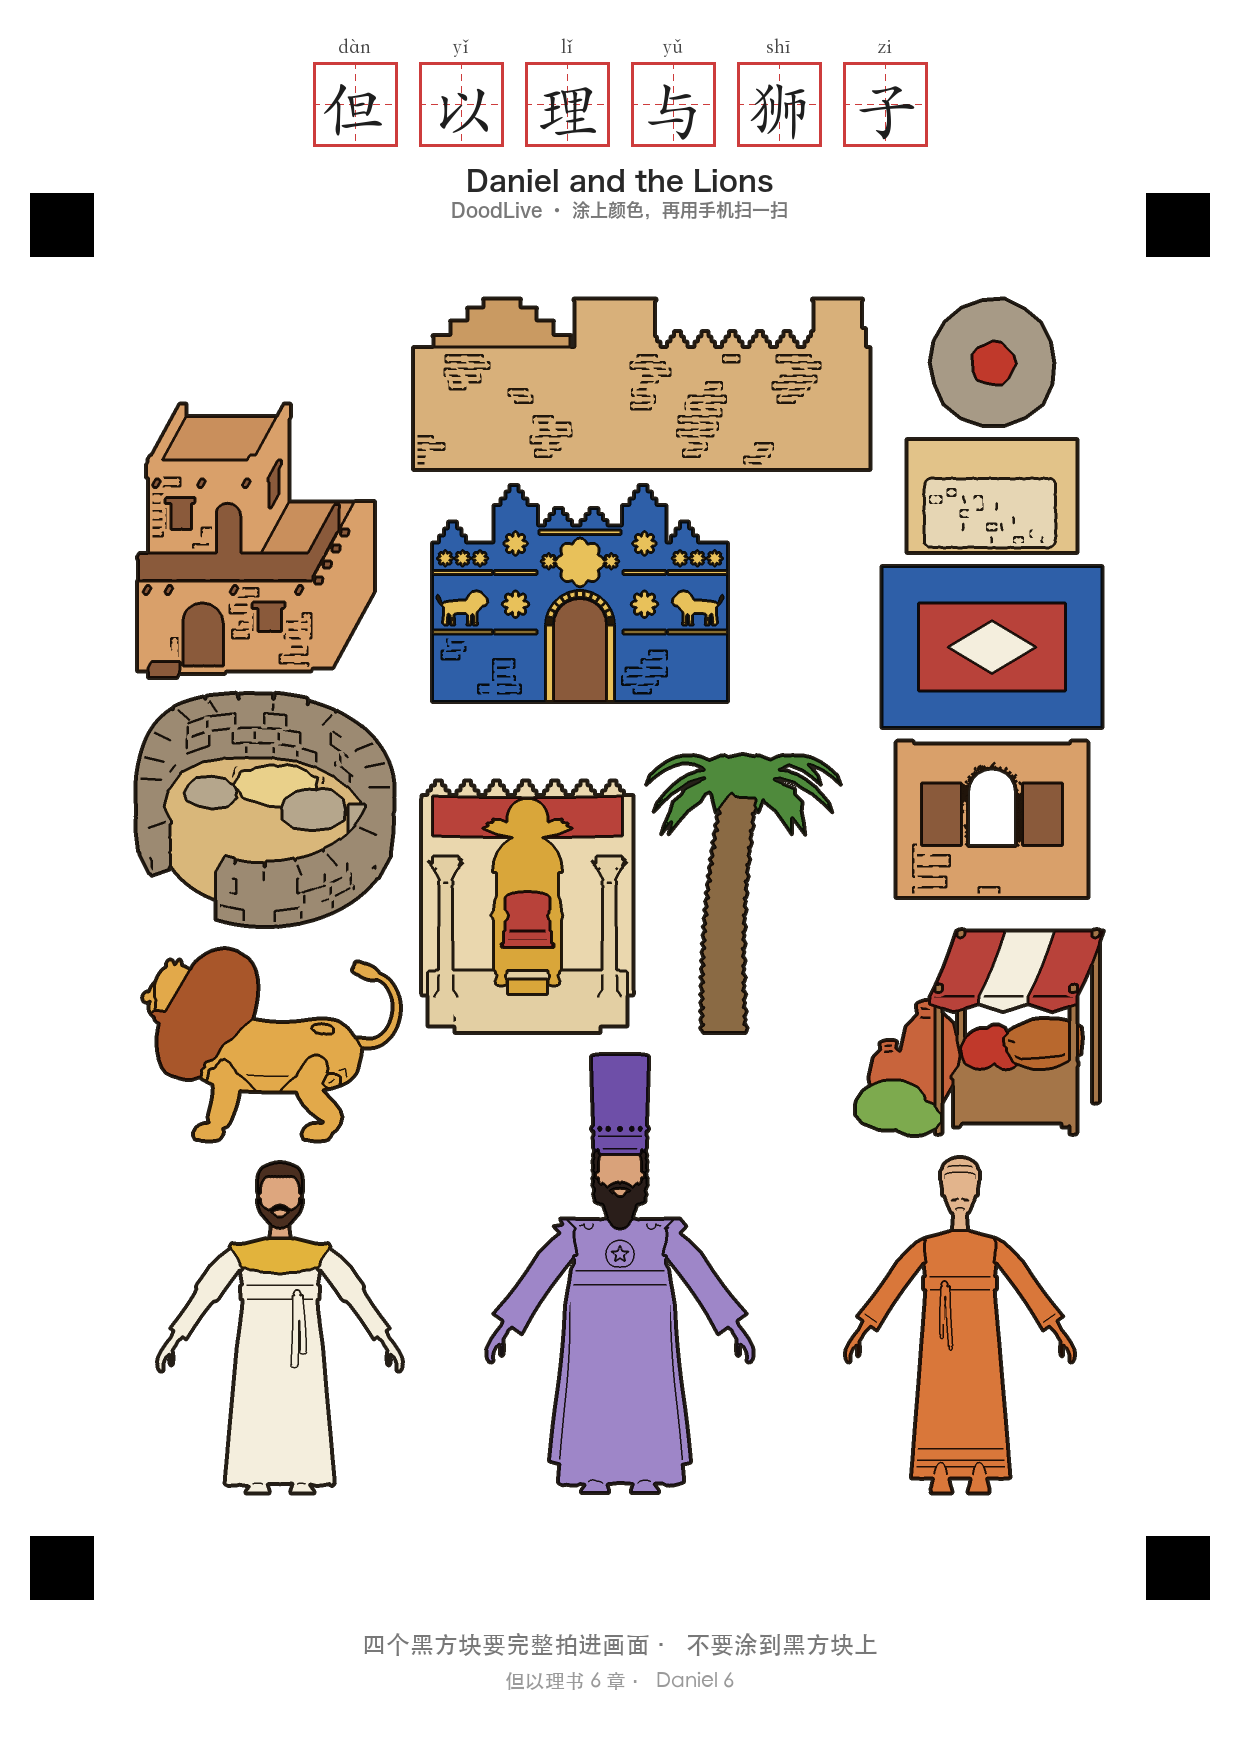 dàn yǐ lǐ yǔ shī zi
但以理与狮子
Daniel and the Lions
DoodLive · 涂上颜色，再用手机扫一扫
四个黑方块要完整拍进画面 · 不要涂到黑方块上
但以理书 6 章 · Daniel 6